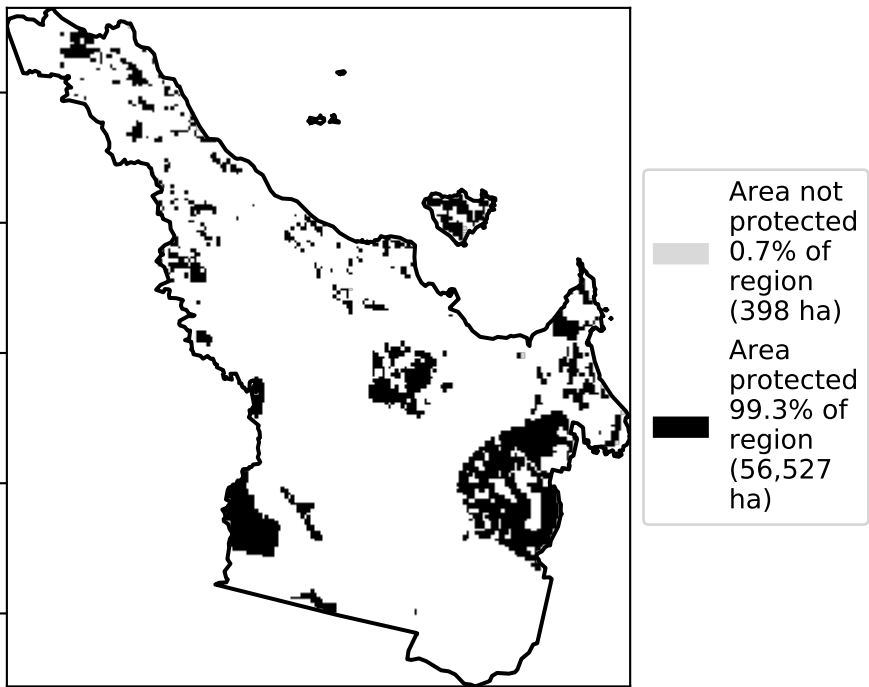 Area not
protected
0.7% of
region
(398 ha)
Area
protected
99.3% of
region
(56,527
ha)